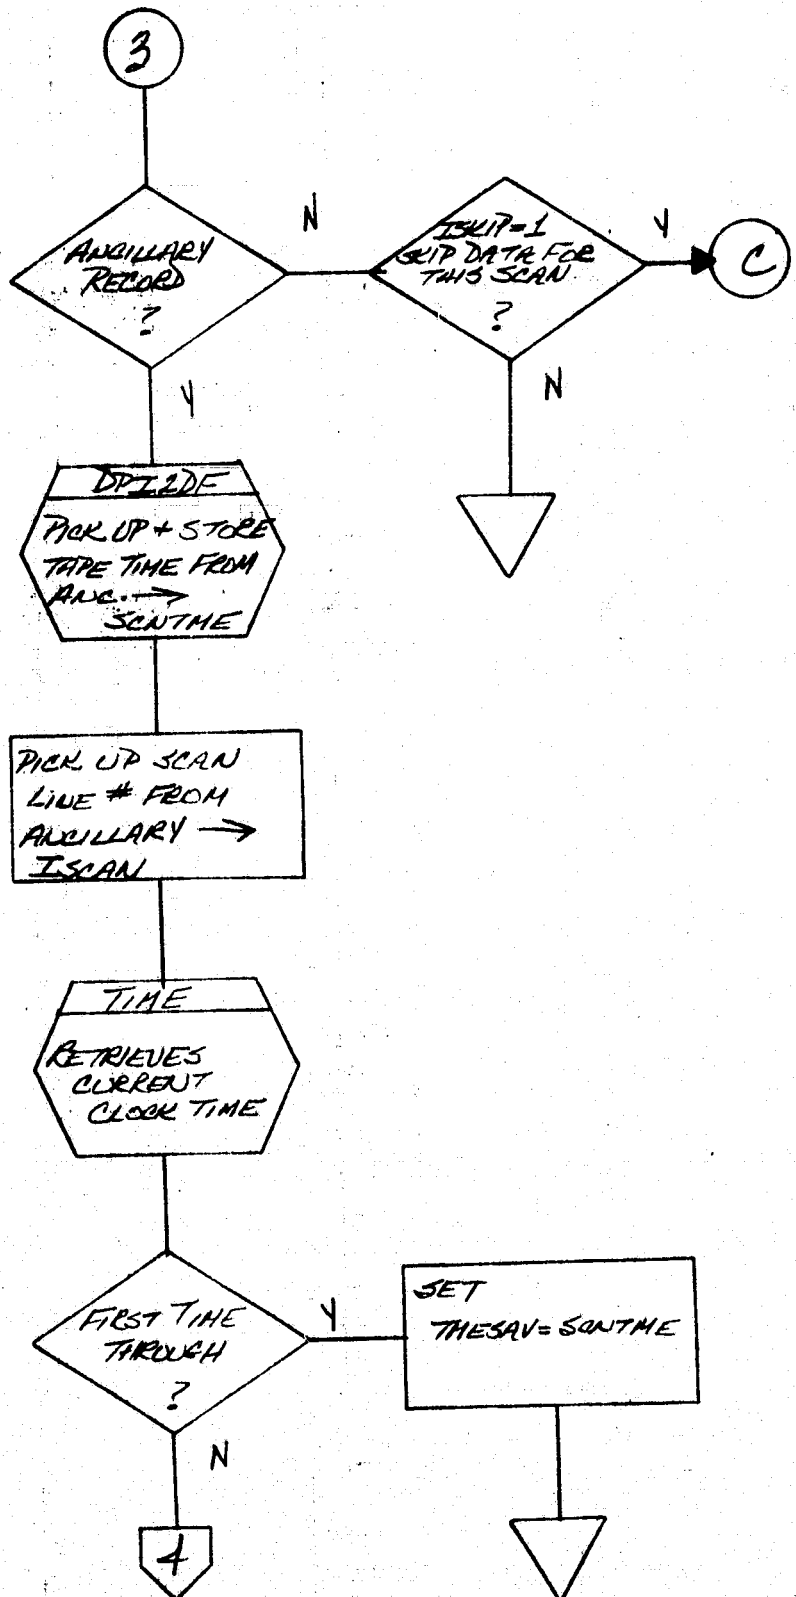 3
ANCILLARY
RECORD
?
N
ISKIP=1
SKIP DATA FOR
THIS SCAN
?
Y
C
N
Y
PICK UP + STORE
TAPE TIME FROM
ANC. →
SCNTME
PICK UP SCAN
LINE # FROM
ANCILLARY →
ISCAN
TIME
RETRIEVES
CURRENT
CLOCK TIME
FIRST TIME
THROUGH
?
Y
SET
TMESAV = SCNTME
N
4